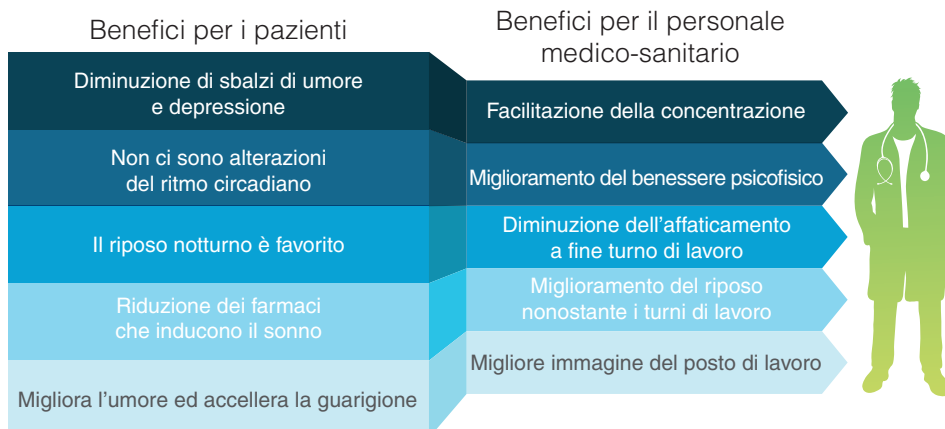 Benefici per i pazienti
Diminuzione di sbalzi di umore
e depressione
Non ci sono alterazioni
del ritmo circadiano
Il riposo notturno è favorito
Riduzione dei farmaci
che inducono il sonno
Migliora l'umore ed accellera la guarigione
Benefici per il personale
medico-sanitario
Facilitazione della concentrazione
Miglioramento del benessere psicofisico
Diminuzione dell'affaticamento
a fine turno di lavoro
Miglioramento del riposo
nonostante i turni di lavoro
Migliore immagine del posto di lavoro